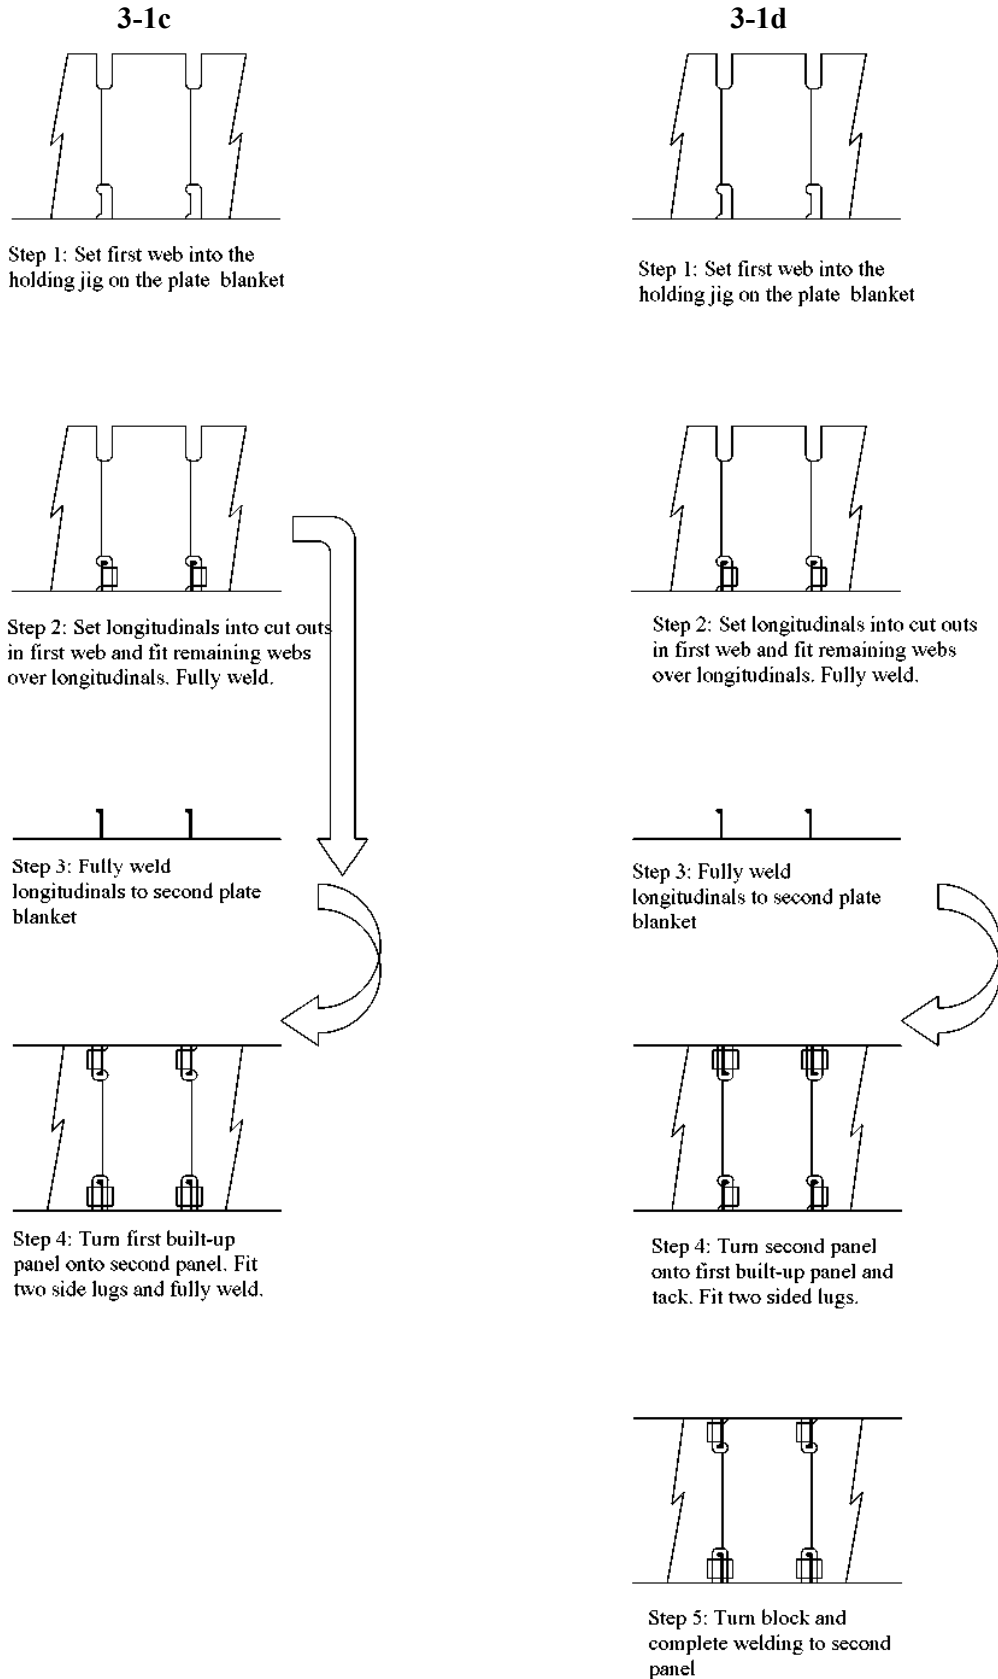 3-1c
Step 1: Set first web into the
holding jig on the plate blanket
Step 2: Set longitudinals into cut outs
in first web and fit remaining webs
over longitudinals. Fully weld.
Step 3: Fully weld
longitudinals to second plate
blanket
Step 4: Turn first built-up
panel onto second panel. Fit
two side lugs and fully weld.
3-1d
Step 1: Set first web into the
holding jig on the plate blanket
Step 2: Set longitudinals into cut outs
in first web and fit remaining webs
over longitudinals. Fully weld.
Step 3: Fully weld
longitudinals to second plate
blanket
Step 4: Turn second panel
onto first built-up panel and
tack. Fit two sided lugs.
Step 5: Turn block and
complete welding to second
panel